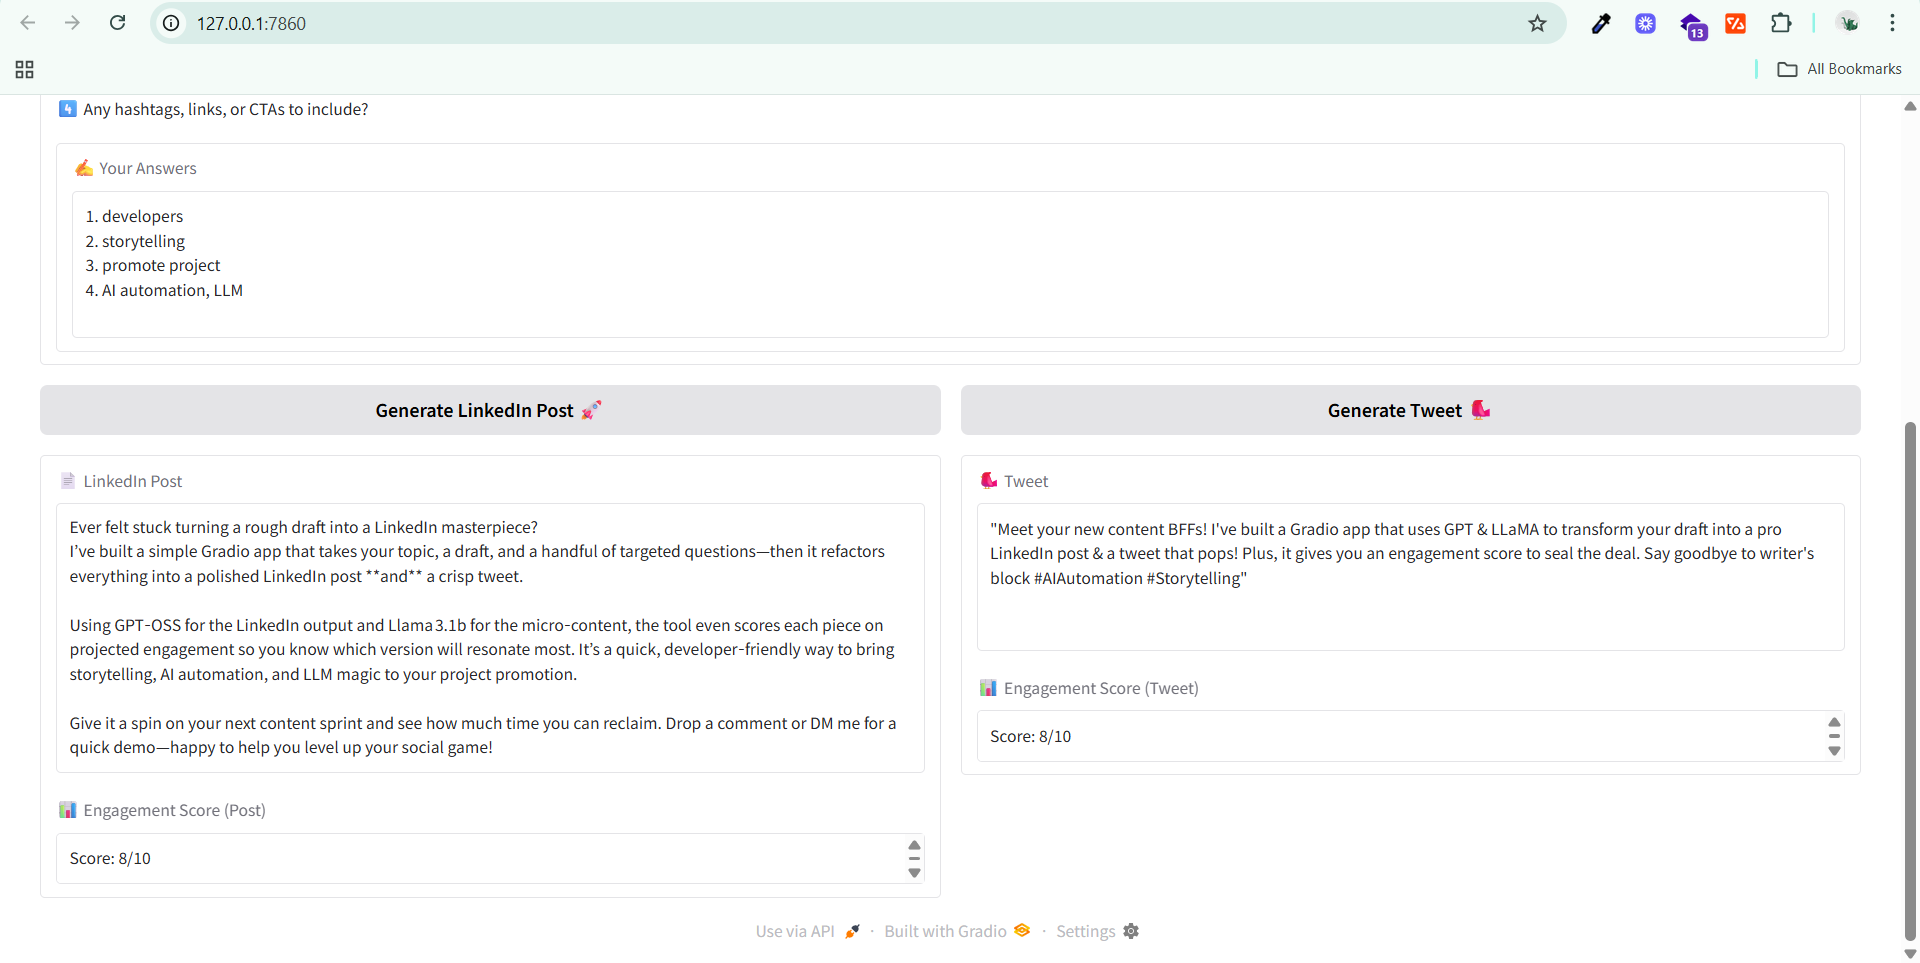 127.0.0.1:7860
13
All Bookmarks
4 Any hashtags, links, or CTAs to include?
Your Answers
1. developers
2. storytelling
3. promote project
4. AI automation, LLM
Generate LinkedIn Post
Generate Tweet
LinkedIn Post
Ever felt stuck turning a rough draft into a LinkedIn masterpiece?
I’ve built a simple Gradio app that takes your topic, a draft, and a handful of targeted questions—then it refactors
everything into a polished LinkedIn post **and** a crisp tweet.
Using GPT-OSS for the LinkedIn output and Llama 3.1b for the micro-content, the tool even scores each piece on
projected engagement so you know which version will resonate most. It’s a quick, developer-friendly way to bring
storytelling, AI automation, and LLM magic to your project promotion.
Give it a spin on your next content sprint and see how much time you can reclaim. Drop a comment or DM me for a
quick demo—happy to help you level up your social game!
Engagement Score (Post)
Score: 8/10
Tweet
"Meet your new content BFFs! I've built a Gradio app that uses GPT & LLaMA to transform your draft into a pro
LinkedIn post & a tweet that pops! Plus, it gives you an engagement score to seal the deal. Say goodbye to writer's
block #AIAutomation #Storytelling"
Engagement Score (Tweet)
Score: 8/10
Use via API · Built with Gradio · Settings